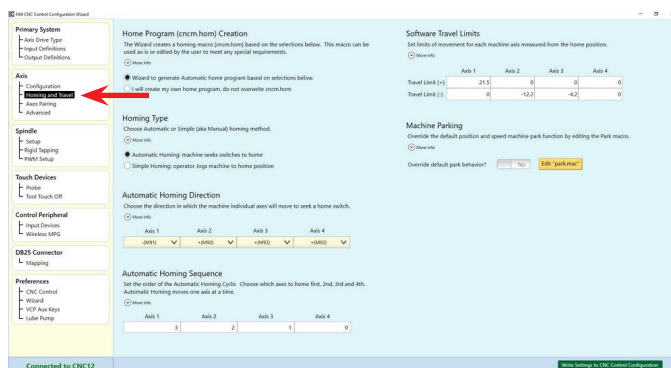 Mill CNC Control Configuration Wizard
Primary System
Axis Drive Type
Input Definitions
Output Definitions
Axis
Configuration
Homing and Travel
Axes Pairing
Advanced
Spindle
Setup
Rigid Tapping
PWM Setup
Touch Devices
Probe
Tool Touch Off
Control Peripheral
Input Devices
Wireless MPG
DB25 Connector
Mapping
Preferences
CNC Control
Wizard
VCP Aux Keys
Lube Pump
Connected to CNC12
Home Program (cncm.hom) Creation
The Wizard creates a homing macro (cncm.hom) based on the selections below. This macro can be
used as-is or edited by the user to meet any special requirements.
More Info
Wizard to generate Automatic home program based on selections below.
I will create my own home program, do not overwrite cncm.hom
Homing Type
Choose Automatic or Simple (aka Manual) homing method.
More Info
Automatic Homing: machine seeks switches to home
Simple Homing: operator Jogs machine to home position
Automatic Homing Direction
Choose the direction in which the machine individual axes will move to seek a home switch.
More Info
Axis 1 Axis 2 Axis 3 Axis 4
-(M91) +(M92) +(M92) +(M92)
Automatic Homing Sequence
Set the order of the Automatic Homing Cycle. Choose which axes to home first, 2nd, 3rd and 4th.
Automatic Homing moves one axis at a time.
More Info
Axis 1 Axis 2 Axis 3 Axis 4
3 2 1 0
Software Travel Limits
Set limits of movement for each machine axis measured from the home position.
More Info
Axis 1 Axis 2 Axis 3 Axis 4
Travel Limit (+) 21.5 0 0 0
Travel Limit (-) 0 -12.2 -4.2 0
Machine Parking
Override the default position and speed machine park function by editing the Park macro.
More Info
Override default park behavior? No Edit "park.mac"
Write Settings to CNC Control Configuration